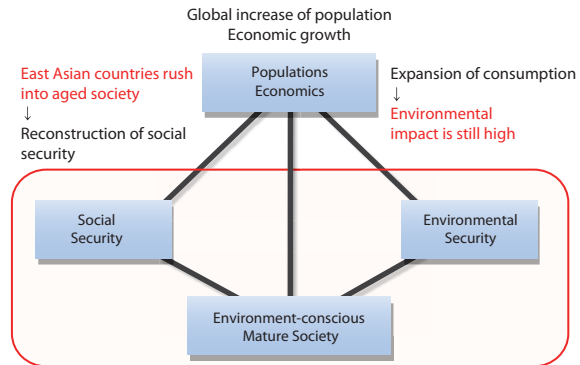 Global increase of population
Economic growth
East Asian countries rush
into aged society
↓
Reconstruction of social
security
Populations
Economics
Expansion of consumption
↓
Environmental
impact is still high
Social
Security
Environmental
Security
Environment-conscious
Mature Society